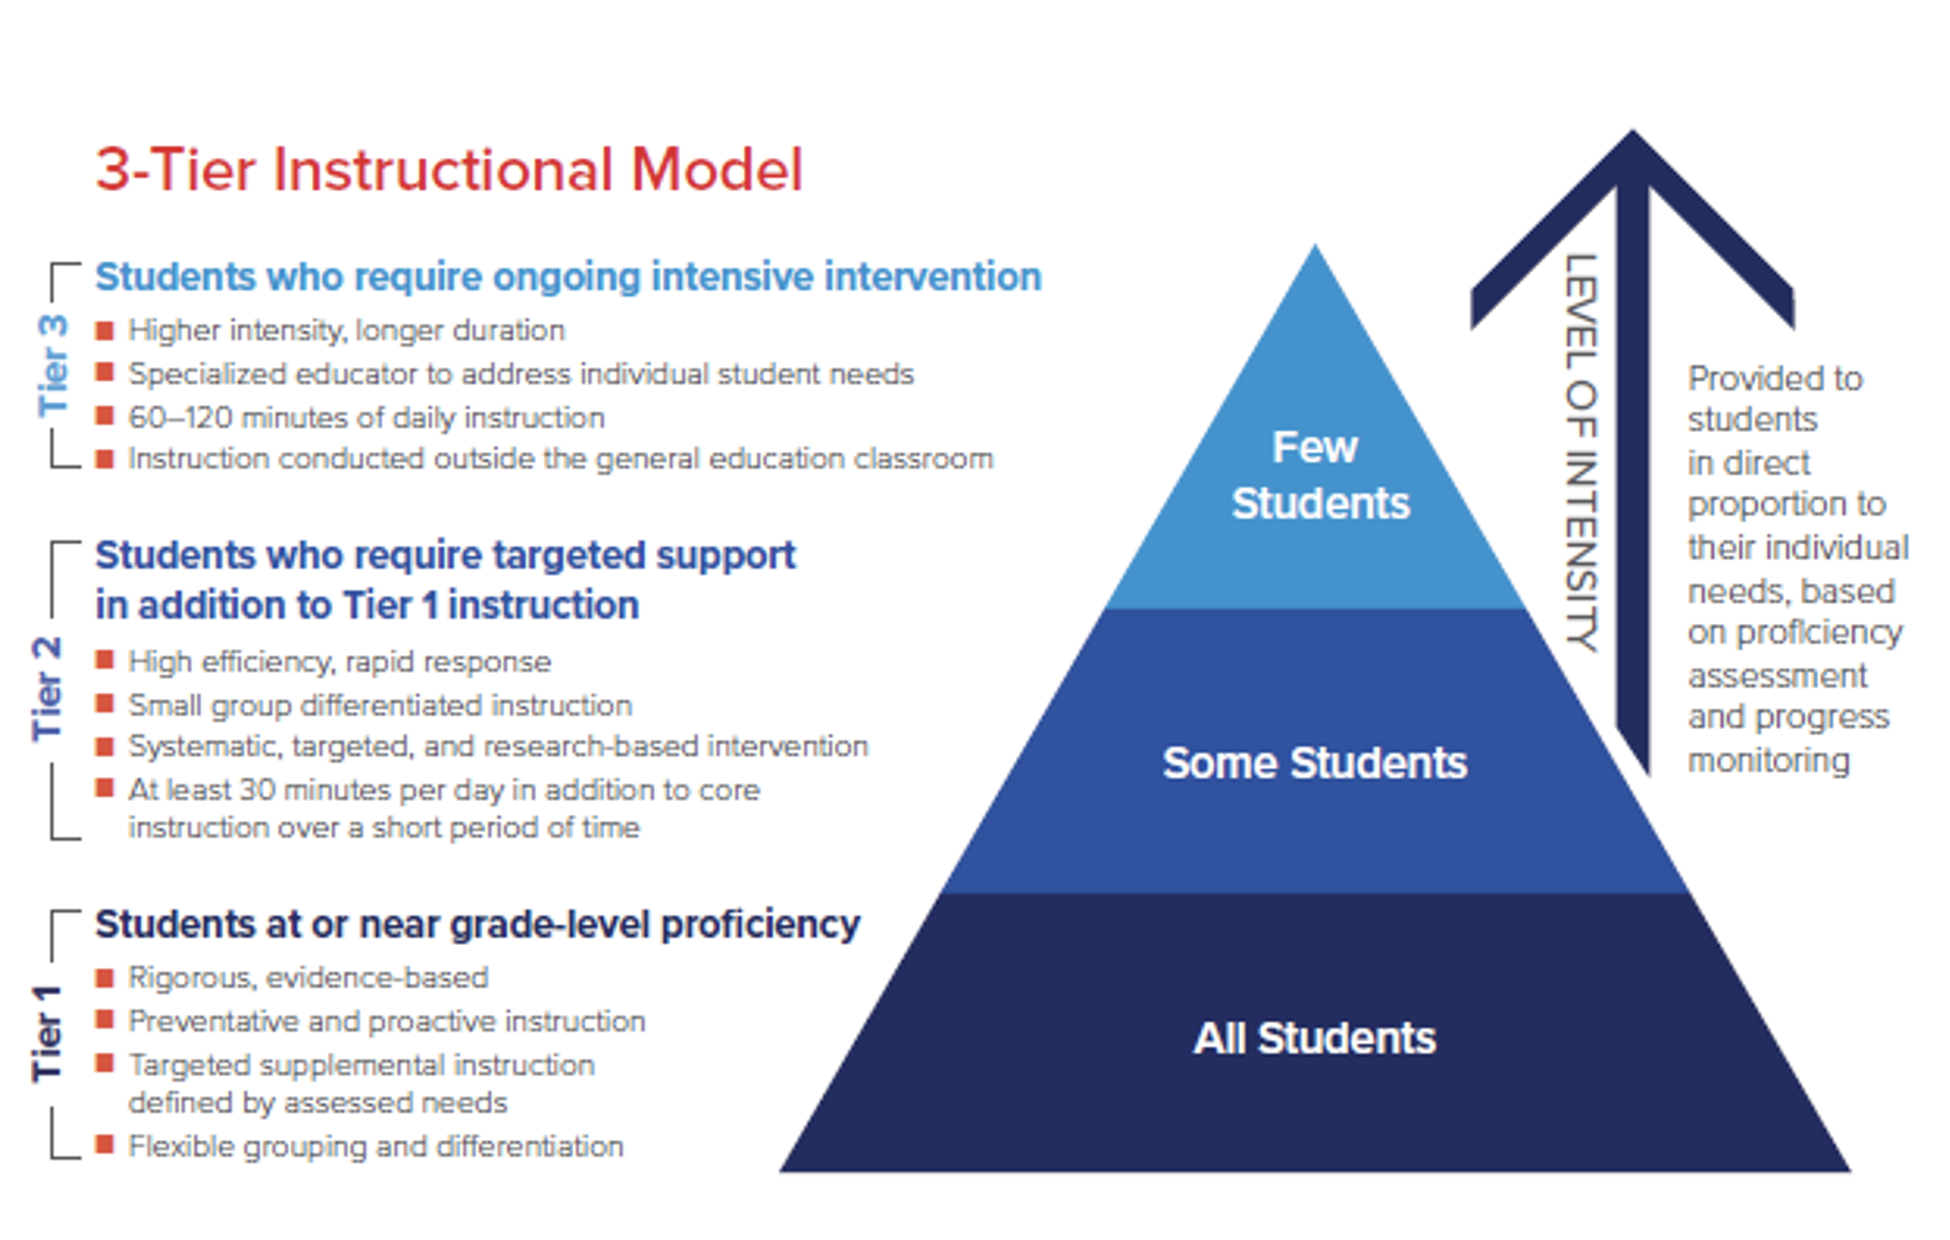 3-Tier Instructional Model
Tier 3
Students who require ongoing intensive intervention
Higher intensity, longer duration
Specialized educator to address individual student needs
60–120 minutes of daily instruction
Instruction conducted outside the general education classroom
Tier 2
Students who require targeted support
in addition to Tier 1 instruction
High efficiency, rapid response
Small group differentiated instruction
Systematic, targeted, and research-based intervention
At least 30 minutes per day in addition to core
instruction over a short period of time
Tier 1
Students at or near grade-level proficiency
Rigorous, evidence-based
Preventative and proactive instruction
Targeted supplemental instruction
defined by assessed needs
Flexible grouping and differentiation
Few
Students
Some Students
All Students
LEVEL OF INTENSITY
Provided to
students
in direct
proportion to
their individual
needs, based
on proficiency
assessment
and progress
monitoring